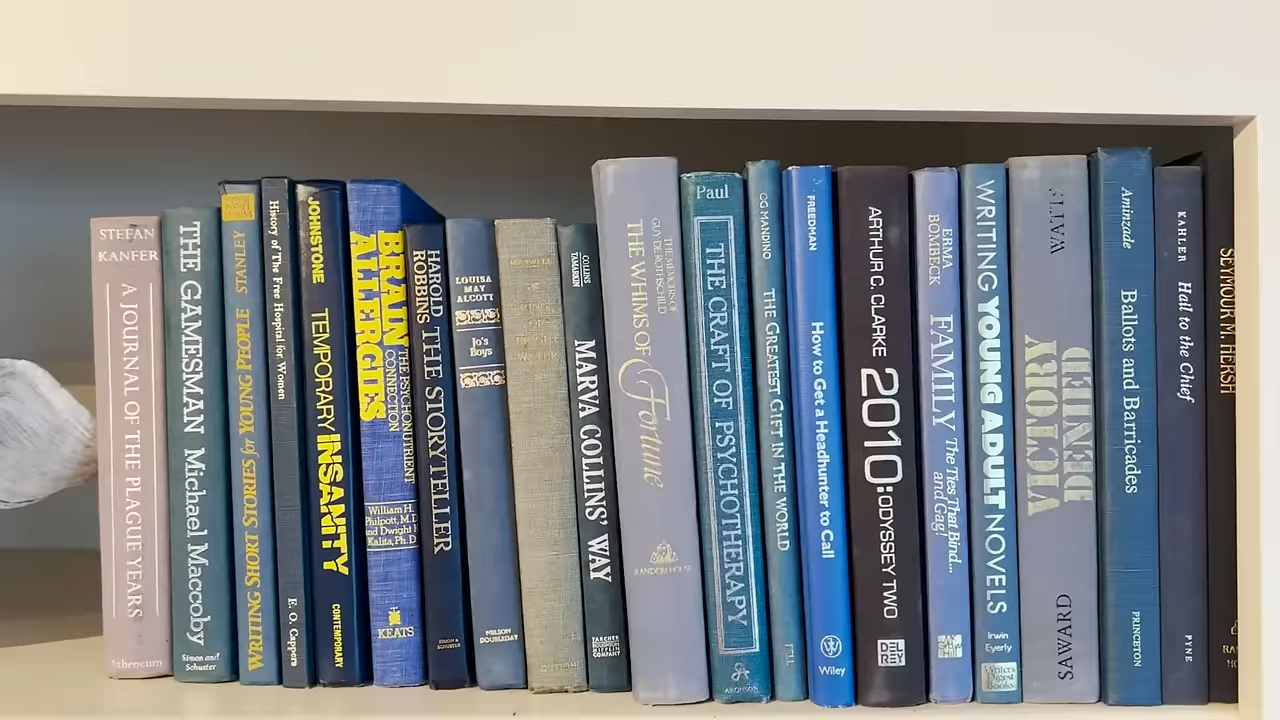 STEFAN
KANFER
A JOURNAL OF THE PLAGUE YEARS
Atheneum
THE GAMESMAN Michael Maccoby
Simon and
Schuster
WRITING SHORT STORIES for YOUNG PEOPLE STANLEY
History of The Free Hospital for Women
E. O. Coppers
JOHNSTONE
TEMPORARY INSANITY
CONTEMPORARY
BRAIN
ALLERGIES
THE PSYCHONUTRIENT
CONNECTION
William H.
Philpott, M.D.
and Dwight
Kalita, Ph.D.
KEATS
HAROLD
ROBBINS
THE STORYTELLER
SIMON &
SCHUSTER
LOUISA
MAY
ALCOTT
Jo's
Boys
NELSON
DOUBLEDAY
COLLINS
TAMARKIN
MARVA COLLINS' WAY
TARCHER
HOUGHTON
MIFFLIN
COMPANY
THE MEMOIRS OF
GUY DE ROTHSCHILD
THE WHIMS OF Fortune
RANDOM HOUSE
Paul
THE CRAFT OF PSYCHOTHERAPY
ARONSON
OG MANDINO
THE GREATEST GIFT IN THE WORLD
FELL
FREEDMAN
How to Get a Headhunter to Call
Wiley
ARTHUR C. CLARKE
2010: ODYSSEY TWO
DEL
REY
ERMA
BOMBECK
FAMILY The Ties That Bind...
and Gag!
WRITING YOUNG ADULT NOVELS
Irwin
Eyerly
Writers
Digest
Books
WATT'S
VICTORY
DENIED
SAWARD
Aminzade
Ballots and Barricades
PRINCETON
KAHLER
Hail to the Chief
PYNE
SEYMOUR M. HERSH